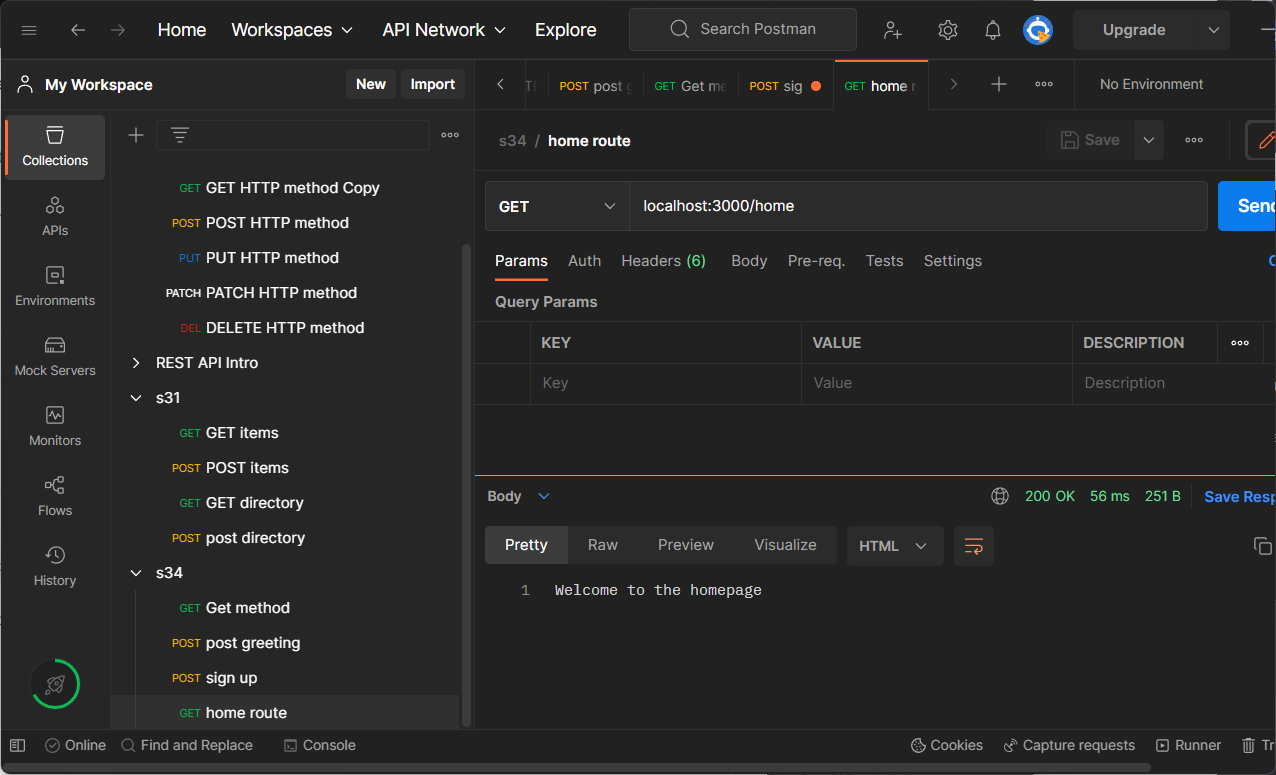 Home Workspaces API Network Explore Search Postman Upgrade
My Workspace New Import
POST post GET Get me POST sig GET home No Environment
Collections
APIs
Environments
Mock Servers
Monitors
Flows
History
GET GET HTTP method Copy
POST POST HTTP method
PUT PUT HTTP method
PATCH PATCH HTTP method
DEL DELETE HTTP method
REST API Intro
s31
GET GET items
POST POST items
GET GET directory
POST post directory
s34
GET Get method
POST post greeting
POST sign up
GET home route
s34 / home route Save
GET localhost:3000/home Send
Params Auth Headers (6) Body Pre-req. Tests Settings
Query Params
KEY VALUE DESCRIPTION
Key Value Description
Body 200 OK 56 ms 251 B Save Resp
Pretty Raw Preview Visualize HTML
1 Welcome to the homepage
Online Find and Replace Console Cookies Capture requests Runner Tr